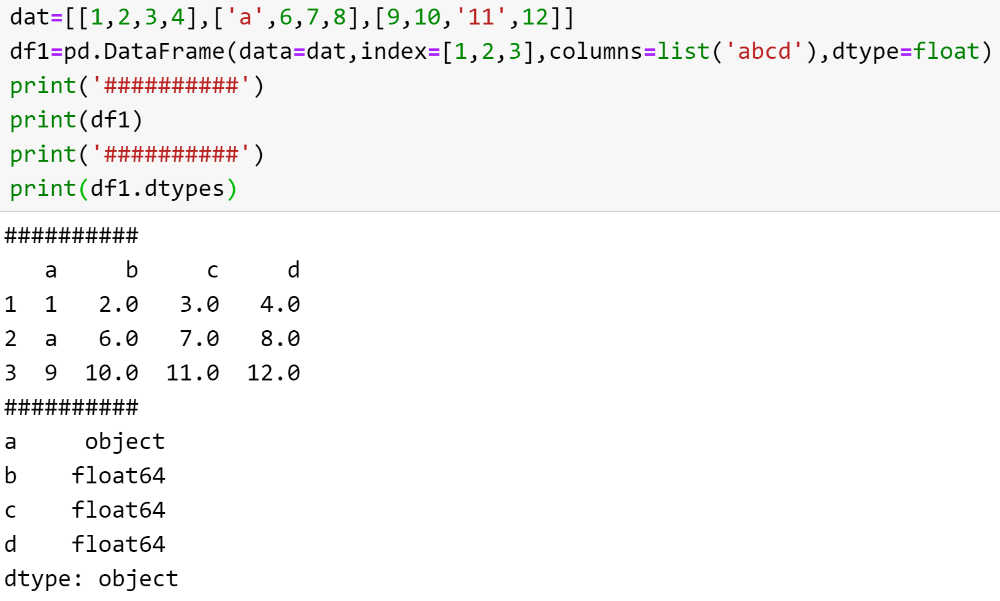 dat=[[1,2,3,4],['a',6,7,8],[9,10,'11',12]]
df1=pd.DataFrame(data=dat,index=[1,2,3],columns=list('abcd'),dtype=float)
print('##########')
print(df1)
print('##########')
print(df1.dtypes)
##########
   a     b     c     d
1  1   2.0   3.0   4.0
2  a   6.0   7.0   8.0
3  9  10.0  11.0  12.0
##########
a     object
b    float64
c    float64
d    float64
dtype: object